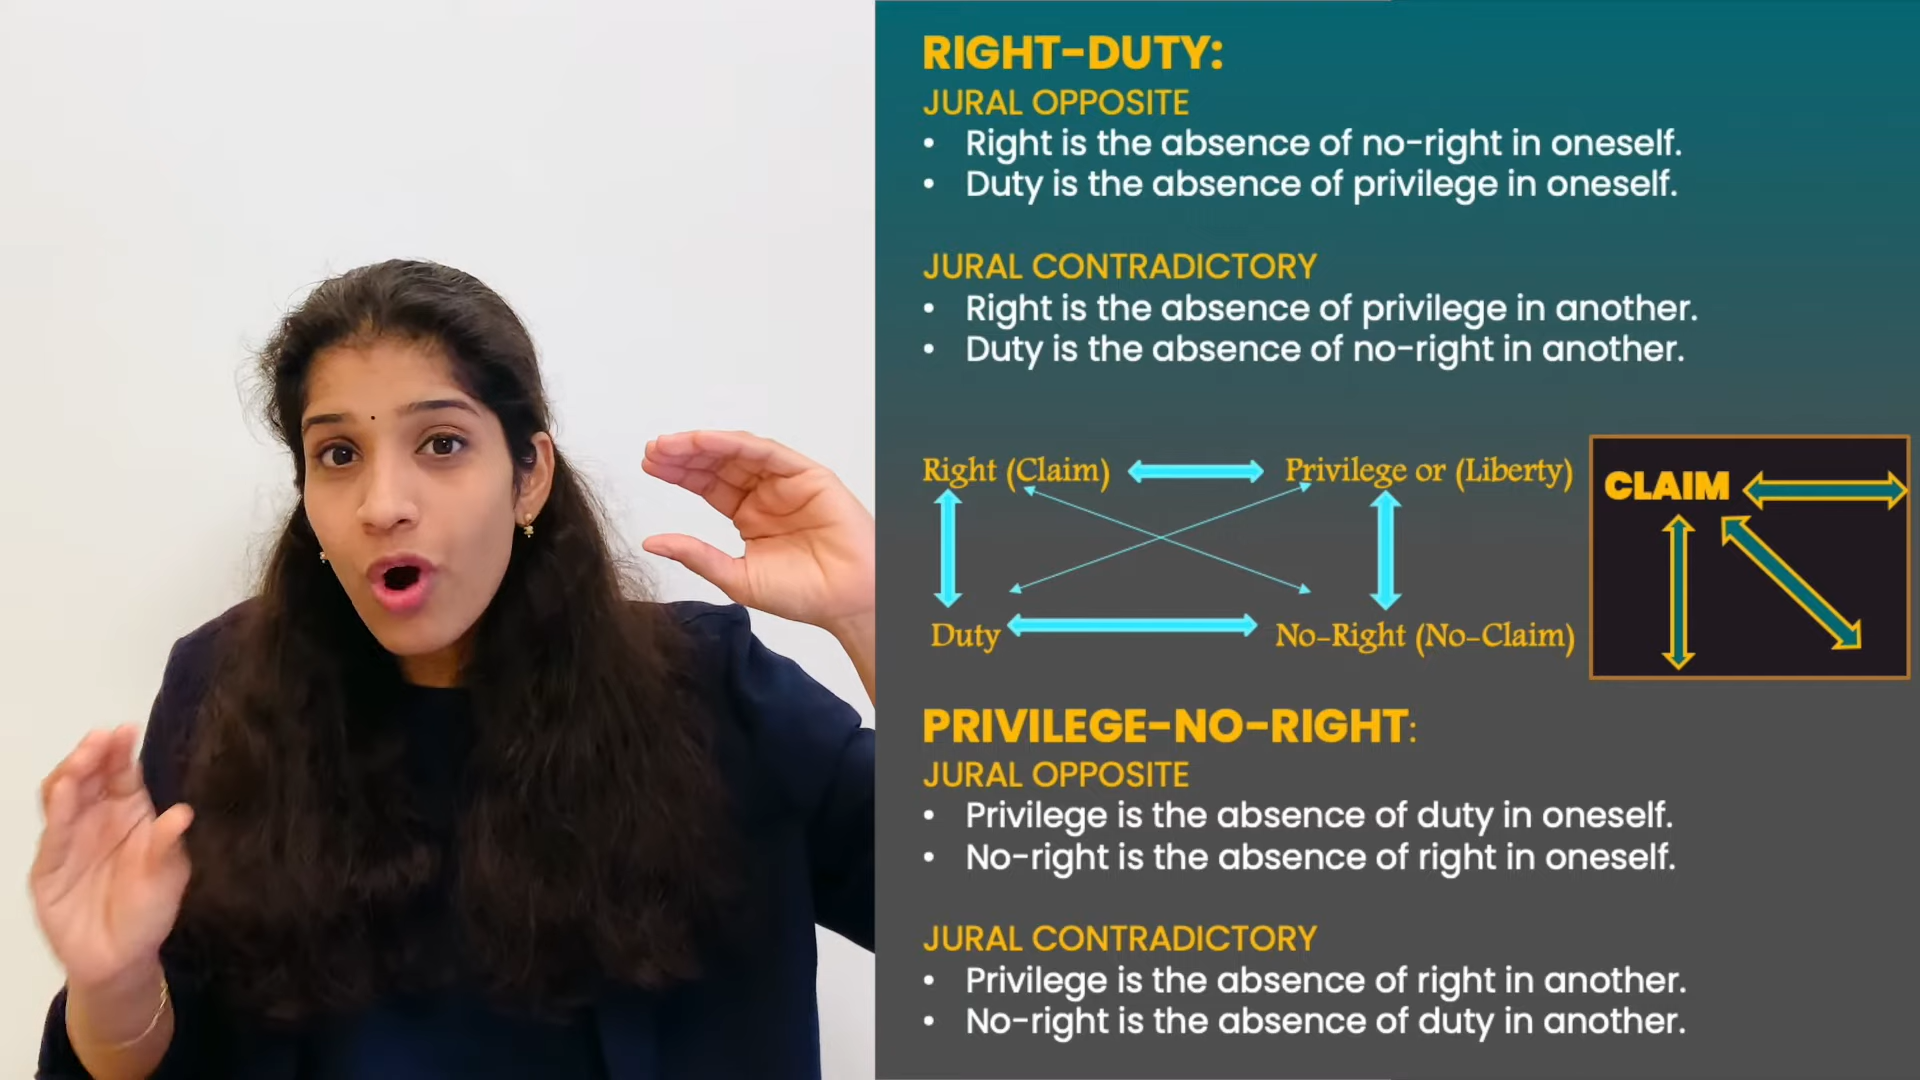 RIGHT-DUTY:
JURAL OPPOSITE
• Right is the absence of no-right in oneself.
• Duty is the absence of privilege in oneself.
JURAL CONTRADICTORY
• Right is the absence of privilege in another.
• Duty is the absence of no-right in another.
Right (Claim) Privilege or (Liberty)
CLAIM
Duty No-Right (No-Claim)
PRIVILEGE-NO-RIGHT:
JURAL OPPOSITE
• Privilege is the absence of duty in oneself.
• No-right is the absence of right in oneself.
JURAL CONTRADICTORY
• Privilege is the absence of right in another.
• No-right is the absence of duty in another.